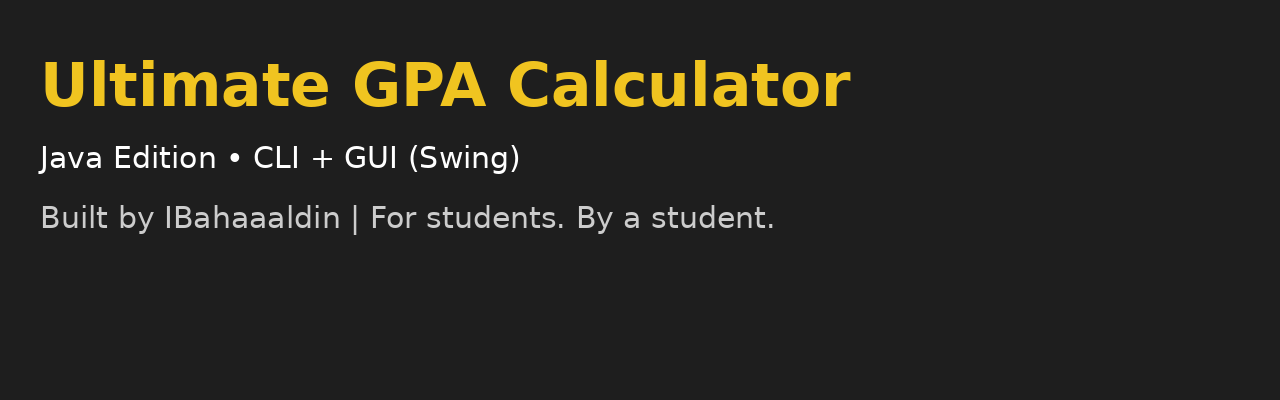 Ultimate GPA Calculator
Java Edition • CLI + GUI (Swing)
Built by IBahaaaldin | For students. By a student.